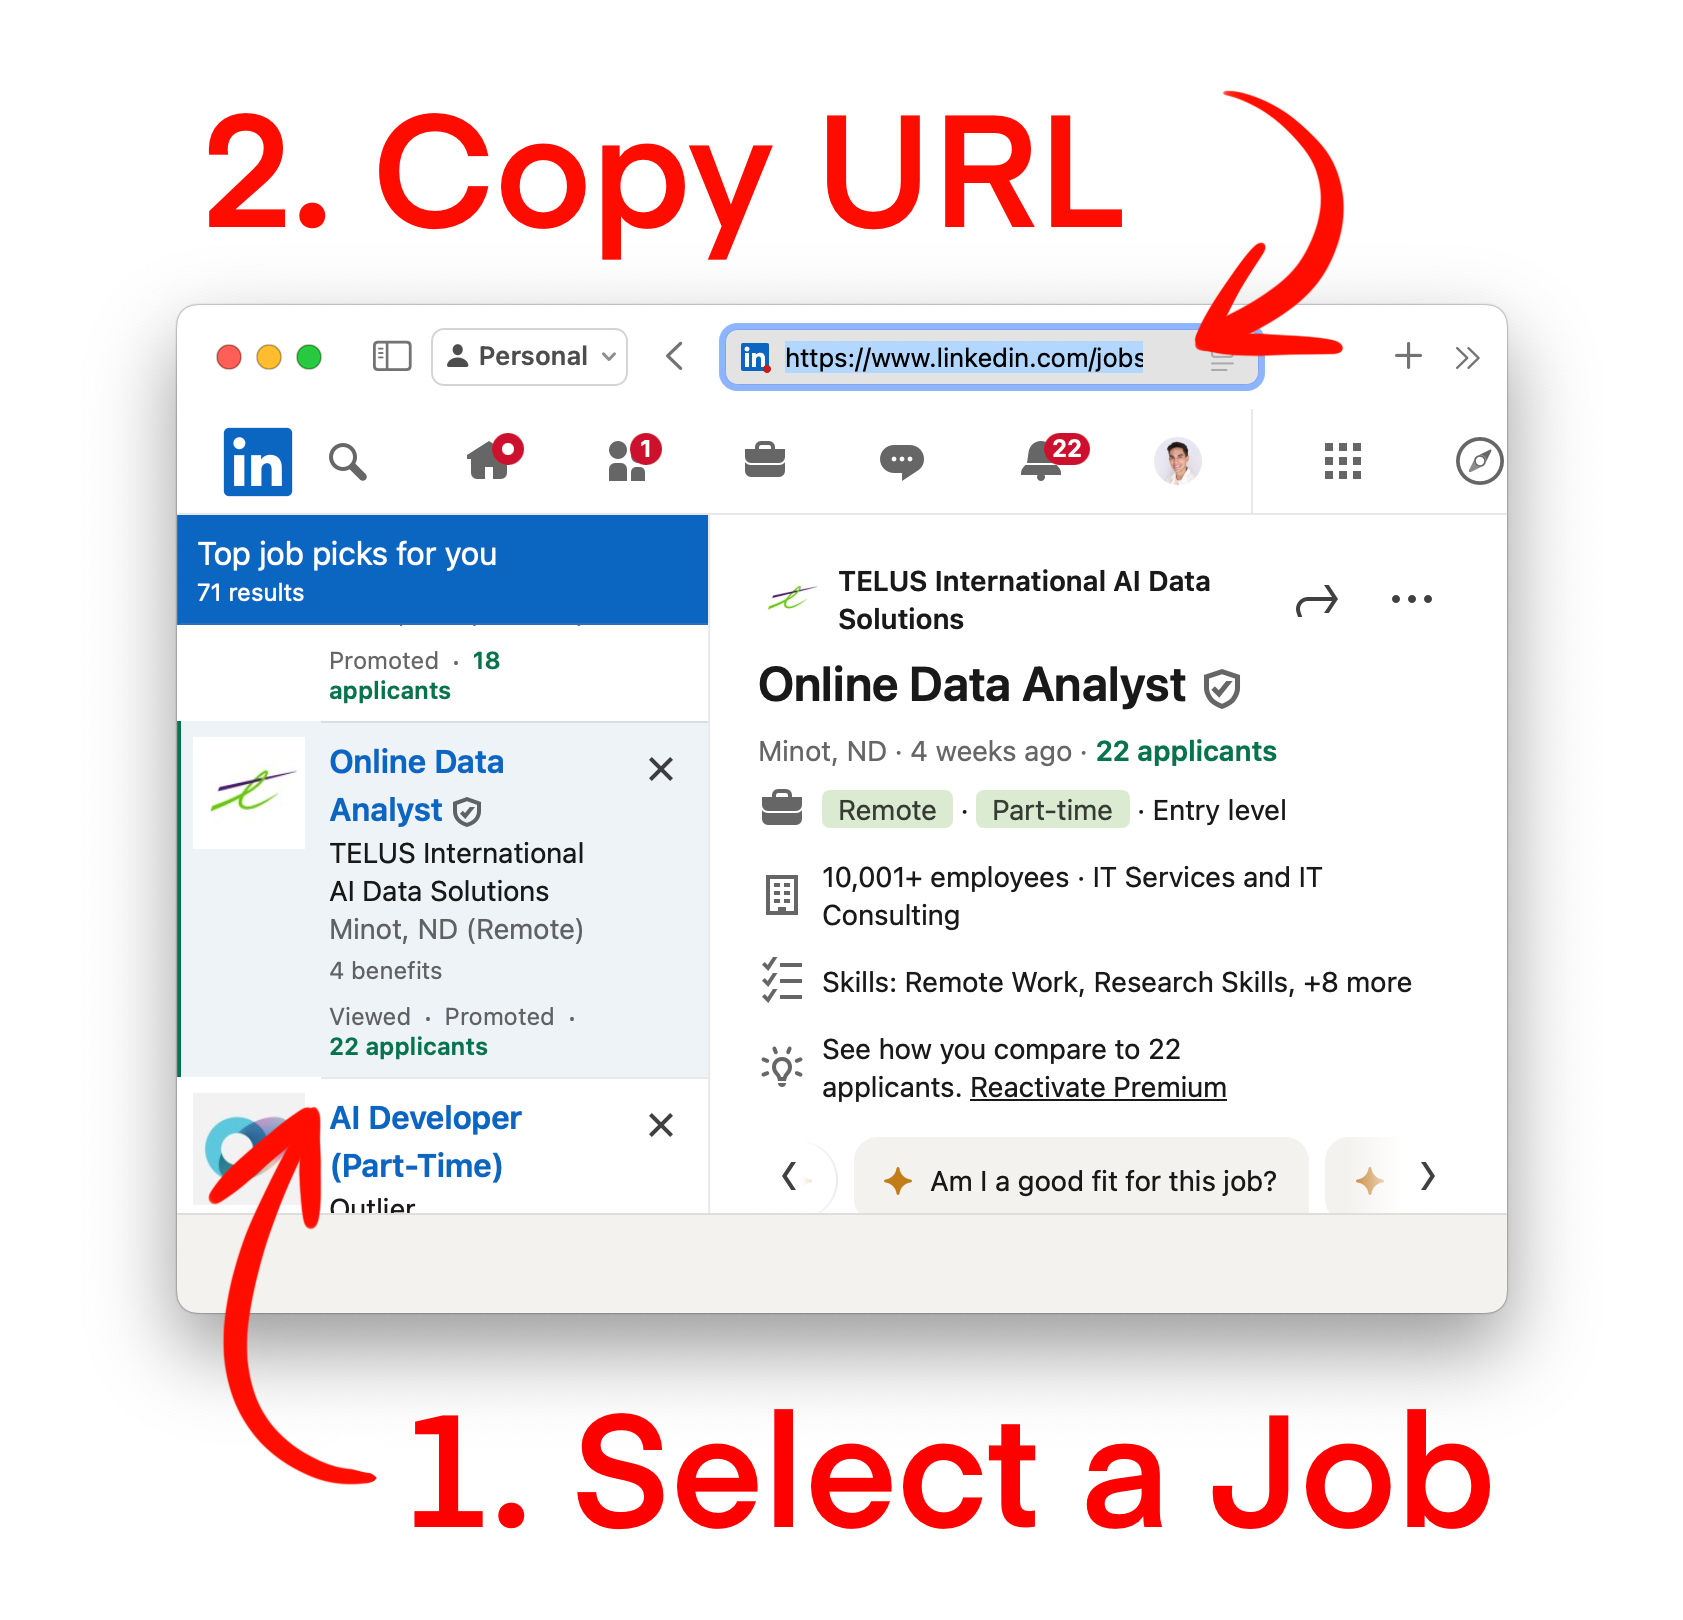 2. Copy URL
Personal
in https://www.linkedin.com/jobs
in
1
22
Top job picks for you
71 results
Promoted · 18
applicants
Online Data
Analyst
TELUS International
AI Data Solutions
Minot, ND (Remote)
4 benefits
Viewed · Promoted ·
22 applicants
AI Developer
(Part-Time)
Outlier
TELUS International AI Data
Solutions
Online Data Analyst
Minot, ND · 4 weeks ago · 22 applicants
Remote · Part-time · Entry level
10,001+ employees · IT Services and IT
Consulting
Skills: Remote Work, Research Skills, +8 more
See how you compare to 22
applicants. Reactivate Premium
Am I a good fit for this job?
1. Select a Job